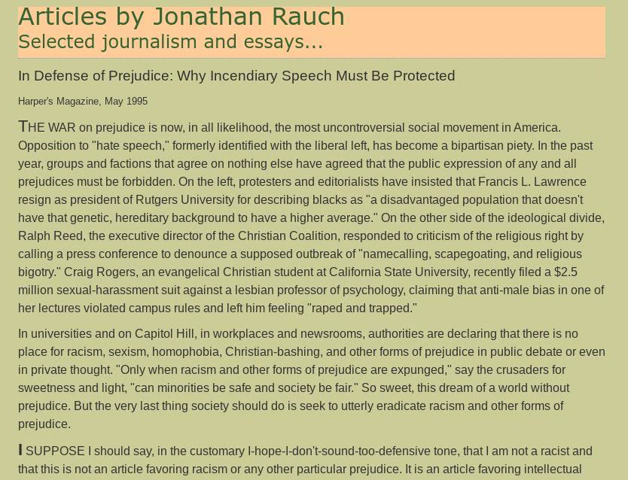 Articles by Jonathan Rauch
Selected journalism and essays...
In Defense of Prejudice: Why Incendiary Speech Must Be Protected
Harper's Magazine, May 1995
THE WAR on prejudice is now, in all likelihood, the most uncontroversial social movement in America.
Opposition to "hate speech," formerly identified with the liberal left, has become a bipartisan piety. In the past
year, groups and factions that agree on nothing else have agreed that the public expression of any and all
prejudices must be forbidden. On the left, protesters and editorialists have insisted that Francis L. Lawrence
resign as president of Rutgers University for describing blacks as "a disadvantaged population that doesn't
have that genetic, hereditary background to have a higher average." On the other side of the ideological divide,
Ralph Reed, the executive director of the Christian Coalition, responded to criticism of the religious right by
calling a press conference to denounce a supposed outbreak of "namecalling, scapegoating, and religious
bigotry." Craig Rogers, an evangelical Christian student at California State University, recently filed a $2.5
million sexual-harassment suit against a lesbian professor of psychology, claiming that anti-male bias in one of
her lectures violated campus rules and left him feeling "raped and trapped."
In universities and on Capitol Hill, in workplaces and newsrooms, authorities are declaring that there is no
place for racism, sexism, homophobia, Christian-bashing, and other forms of prejudice in public debate or even
in private thought. "Only when racism and other forms of prejudice are expunged," say the crusaders for
sweetness and light, "can minorities be safe and society be fair." So sweet, this dream of a world without
prejudice. But the very last thing society should do is seek to utterly eradicate racism and other forms of
prejudice.
I SUPPOSE I should say, in the customary I-hope-I-don't-sound-too-defensive tone, that I am not a racist and
that this is not an article favoring racism or any other particular prejudice. It is an article favoring intellectual